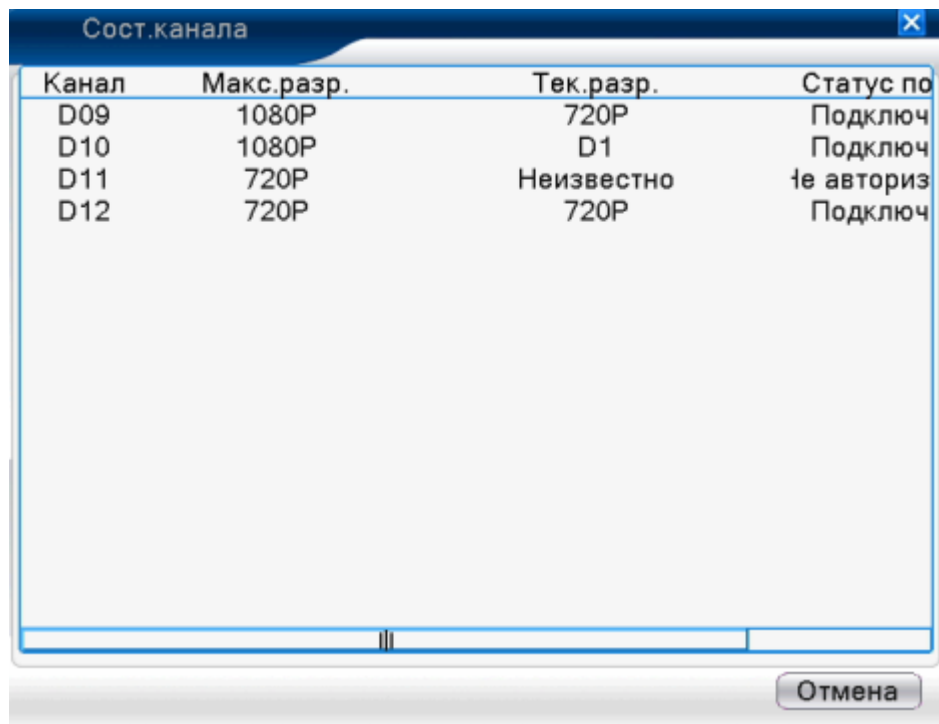 Сост.канала
Канал Макс.разр. Тек.разр. Статус по
D09 1080P 720P Подключ
D10 1080P D1 Подключ
D11 720P Неизвестно Не авториз
D12 720P 720P Подключ
Отмена